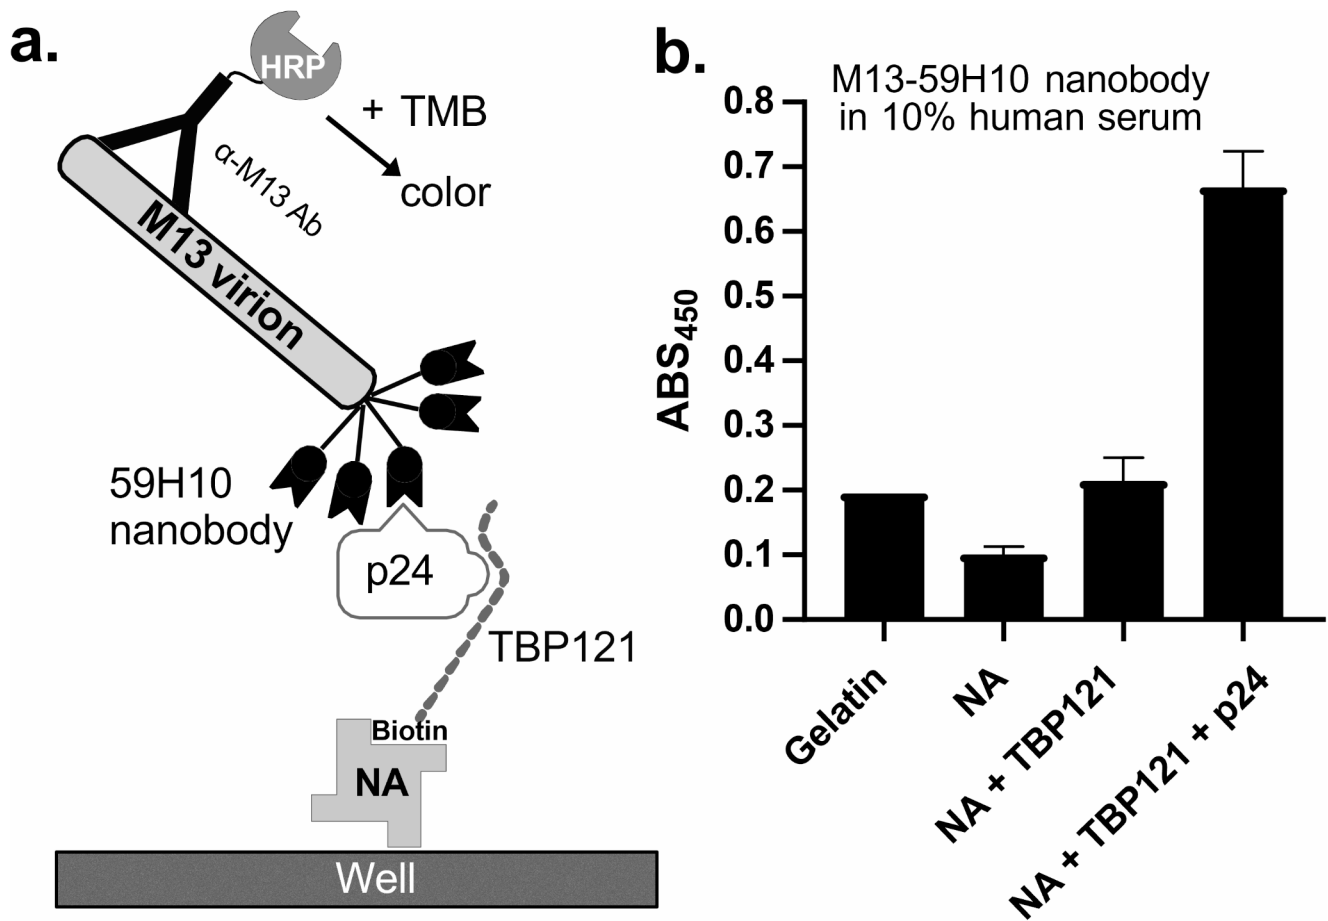 a.
HRP
+ TMB
color
α-M13 Ab
M13 virion
59H10
nanobody
p24
TBP121
Biotin
NA
Well
b.
M13-59H10 nanobody
in 10% human serum
ABS450
0.8
0.7
0.6
0.5
0.4
0.3
0.2
0.1
0.0
Gelatin
NA
NA + TBP121
NA + TBP121 + p24